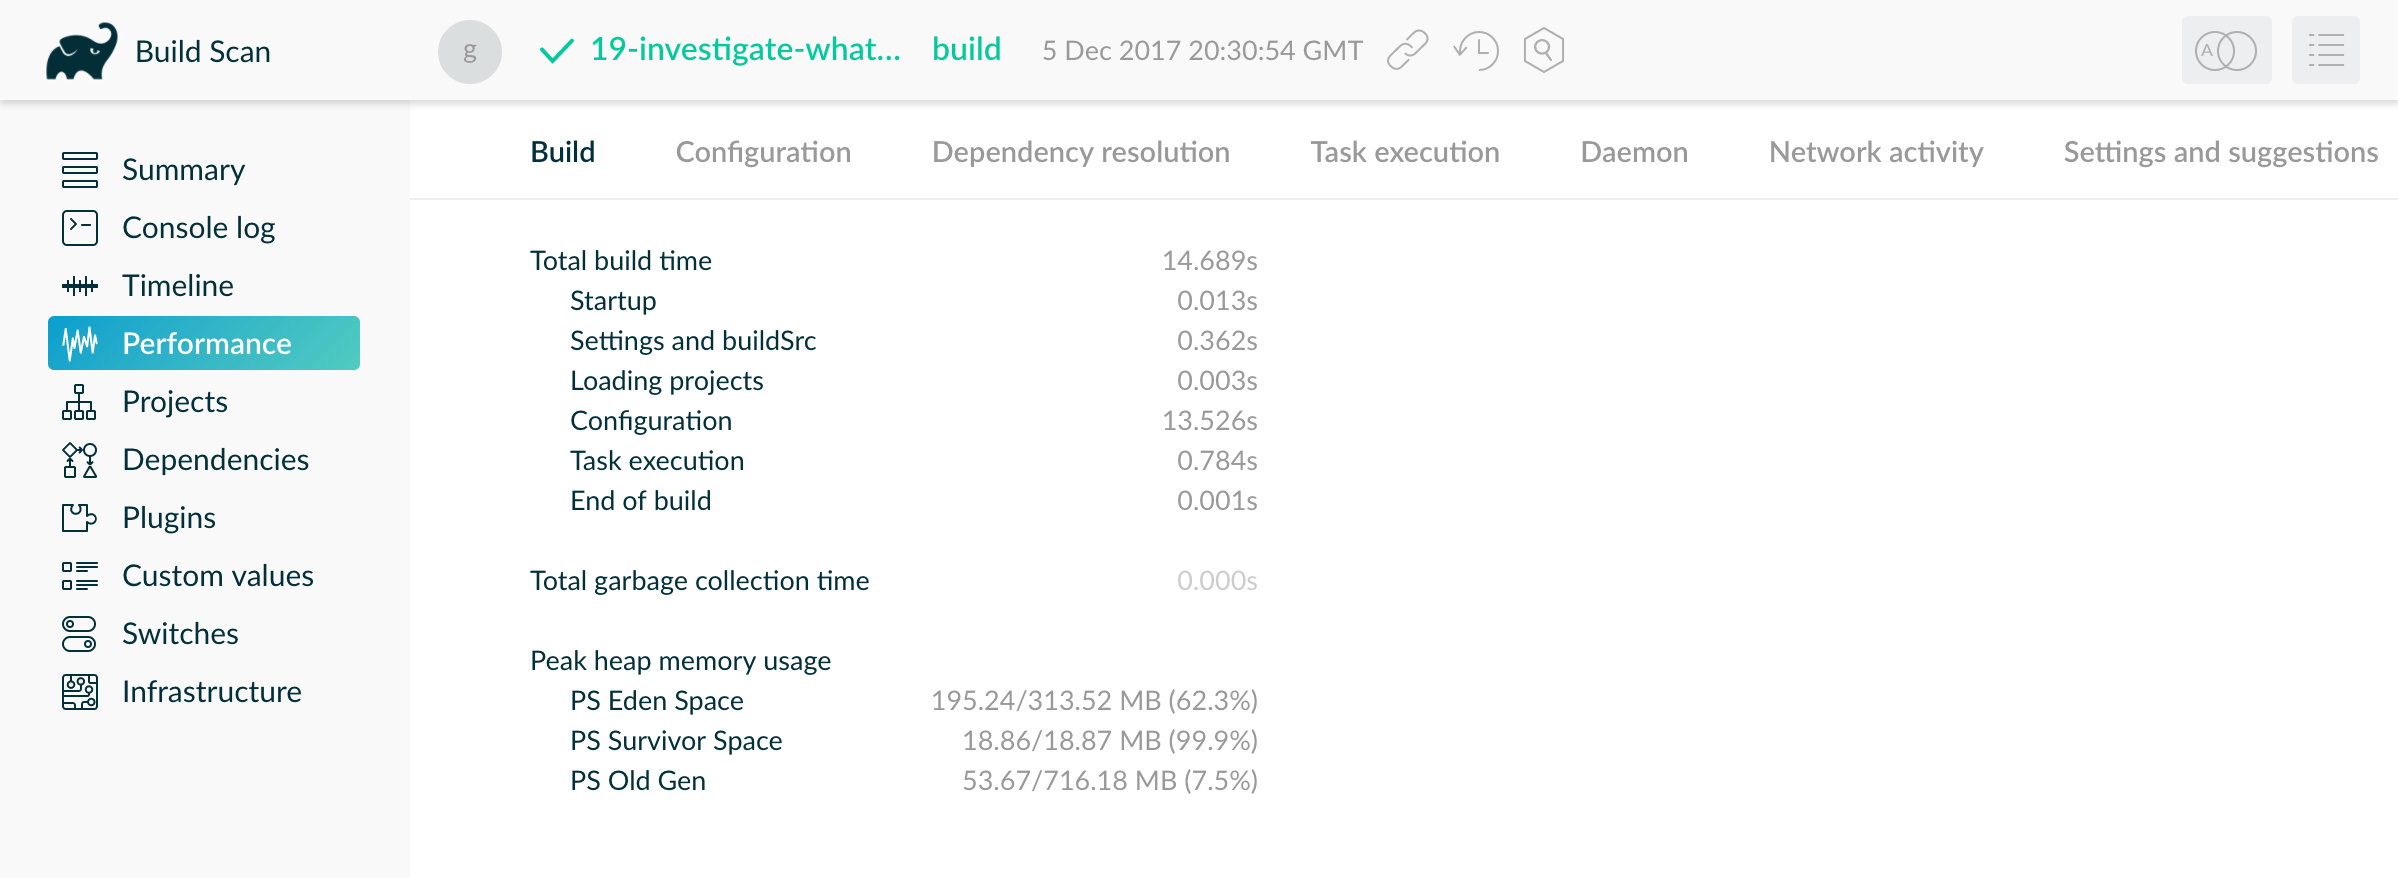 Build Scan
g 19-investigate-what... build 5 Dec 2017 20:30:54 GMT
A
Summary
Console log
Timeline
Performance
Projects
Dependencies
Plugins
Custom values
Switches
Infrastructure
Build Configuration Dependency resolution Task execution Daemon Network activity Settings and suggestions
Total build time 14.689s
Startup 0.013s
Settings and buildSrc 0.362s
Loading projects 0.003s
Configuration 13.526s
Task execution 0.784s
End of build 0.001s
Total garbage collection time 0.000s
Peak heap memory usage
PS Eden Space 195.24/313.52 MB (62.3%)
PS Survivor Space 18.86/18.87 MB (99.9%)
PS Old Gen 53.67/716.18 MB (7.5%)